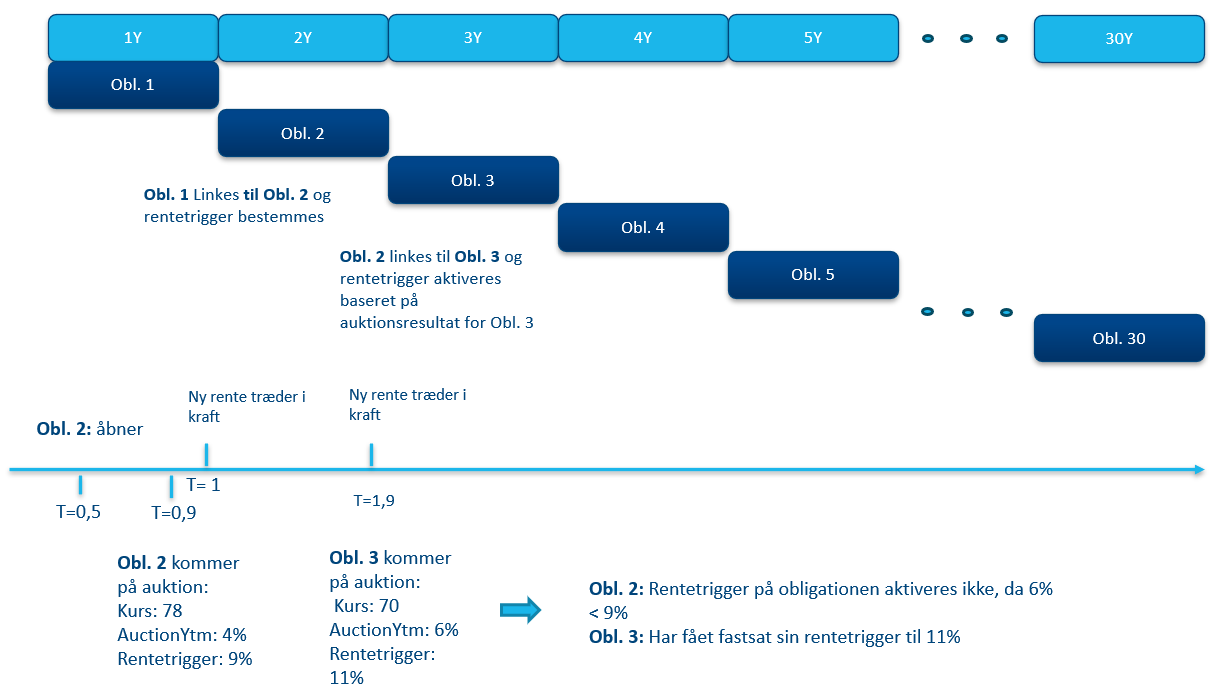 1Y
2Y
3Y
4Y
5Y
30Y
Obl. 1
Obl. 2
Obl. 3
Obl. 4
Obl. 5
Obl. 30
Obl. 1 Linkes til Obl. 2 og
rentetrigger bestemmes
Obl. 2 linkes til Obl. 3 og
rentetrigger aktiveres
baseret på
auktionsresultat for Obl. 3
Obl. 2: åbner
Ny rente træder i
kraft
Ny rente træder i
kraft
T=0,5
T=0,9
T= 1
T=1,9
Obl. 2 kommer
på auktion:
Kurs: 78
AuctionYtm: 4%
Rentetrigger: 9%
Obl. 3 kommer
på auktion:
Kurs: 70
AuctionYtm: 6%
Rentetrigger:
11%
Obl. 2: Rentetrigger på obligationen aktiveres ikke, da 6%
< 9%
Obl. 3: Har fået fastsat sin rentetrigger til 11%